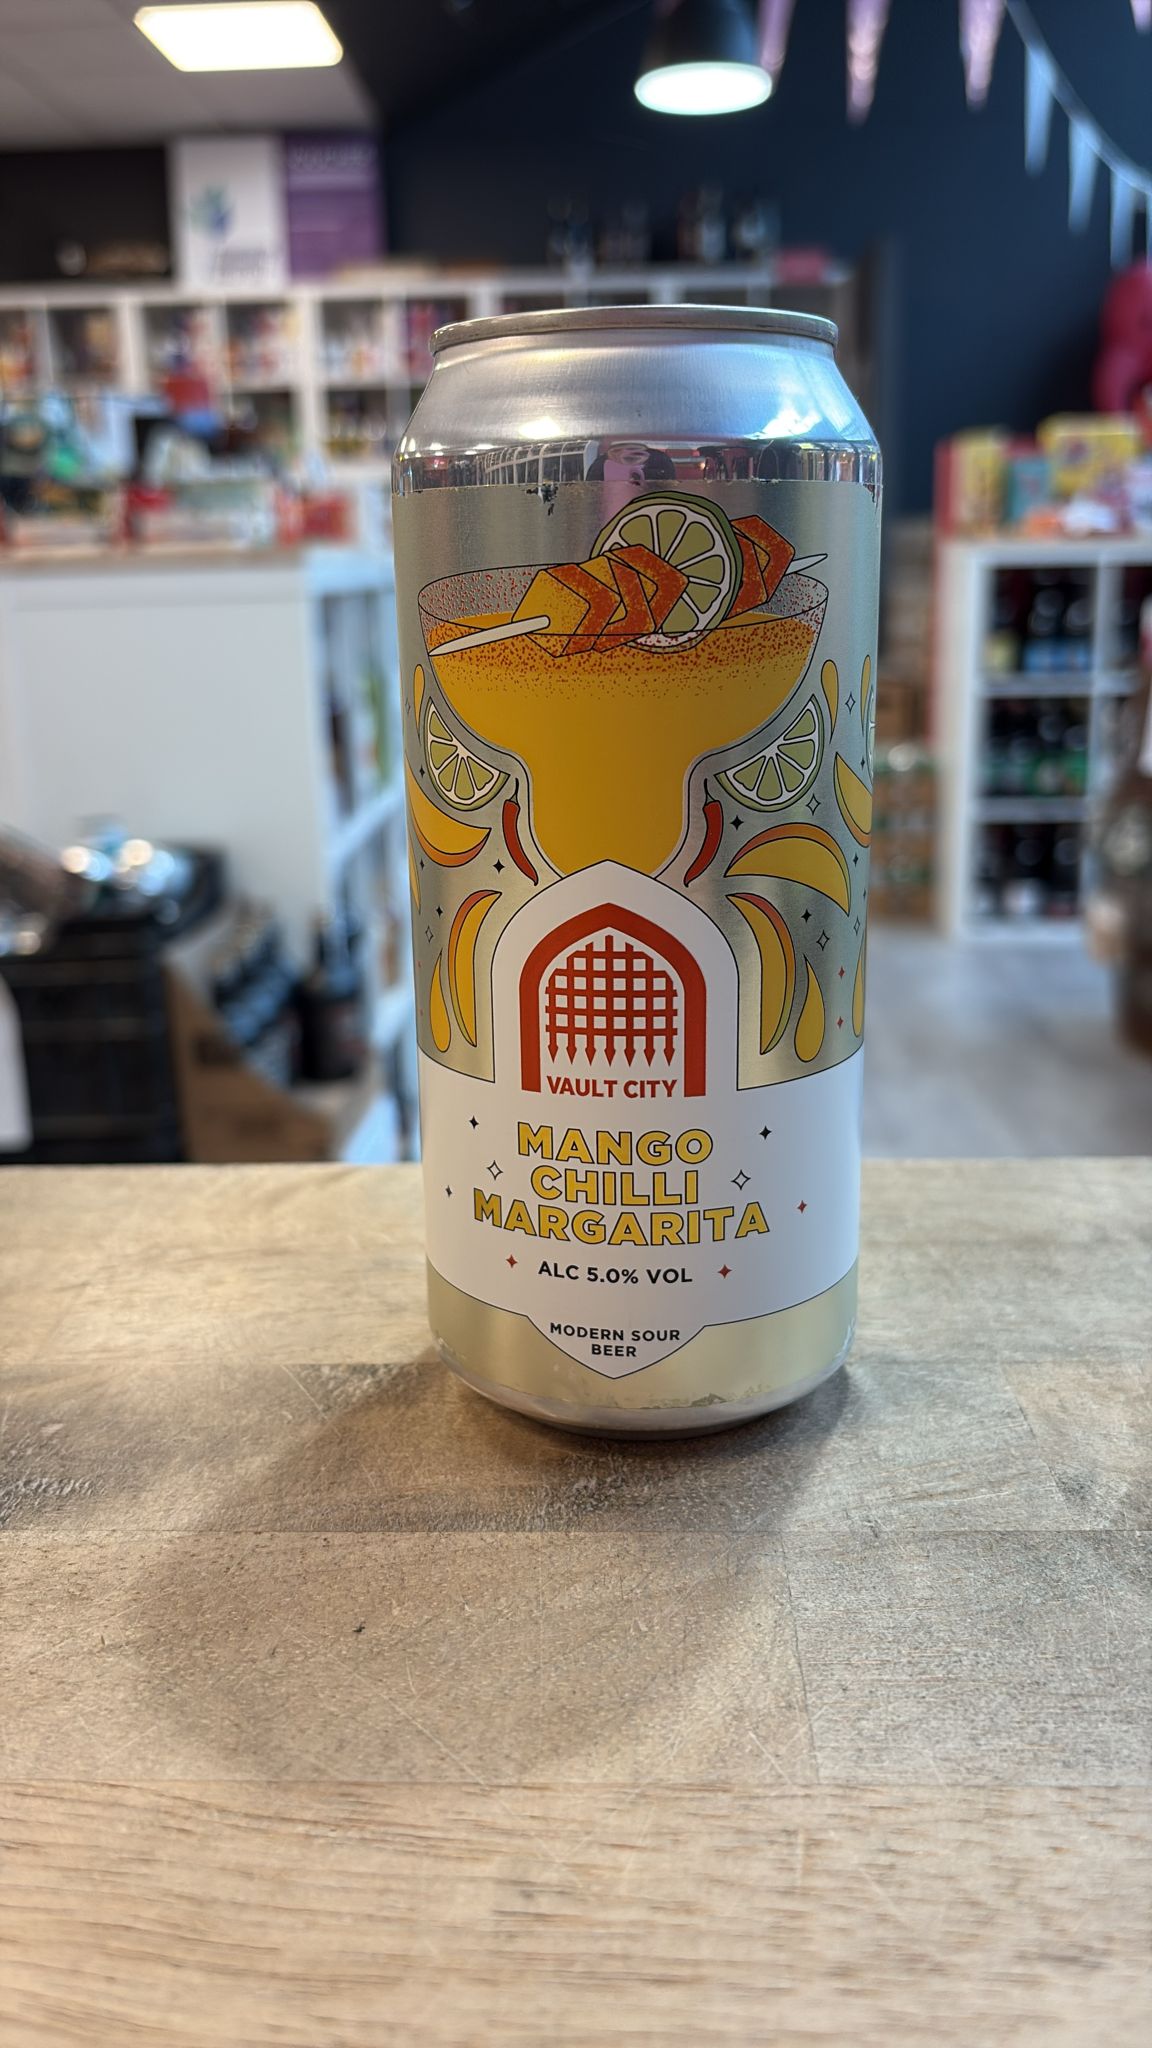 VAULT CITY
MANGO
CHILLI
MARGARITA
ALC 5.0% VOL
MODERN SOUR
BEER